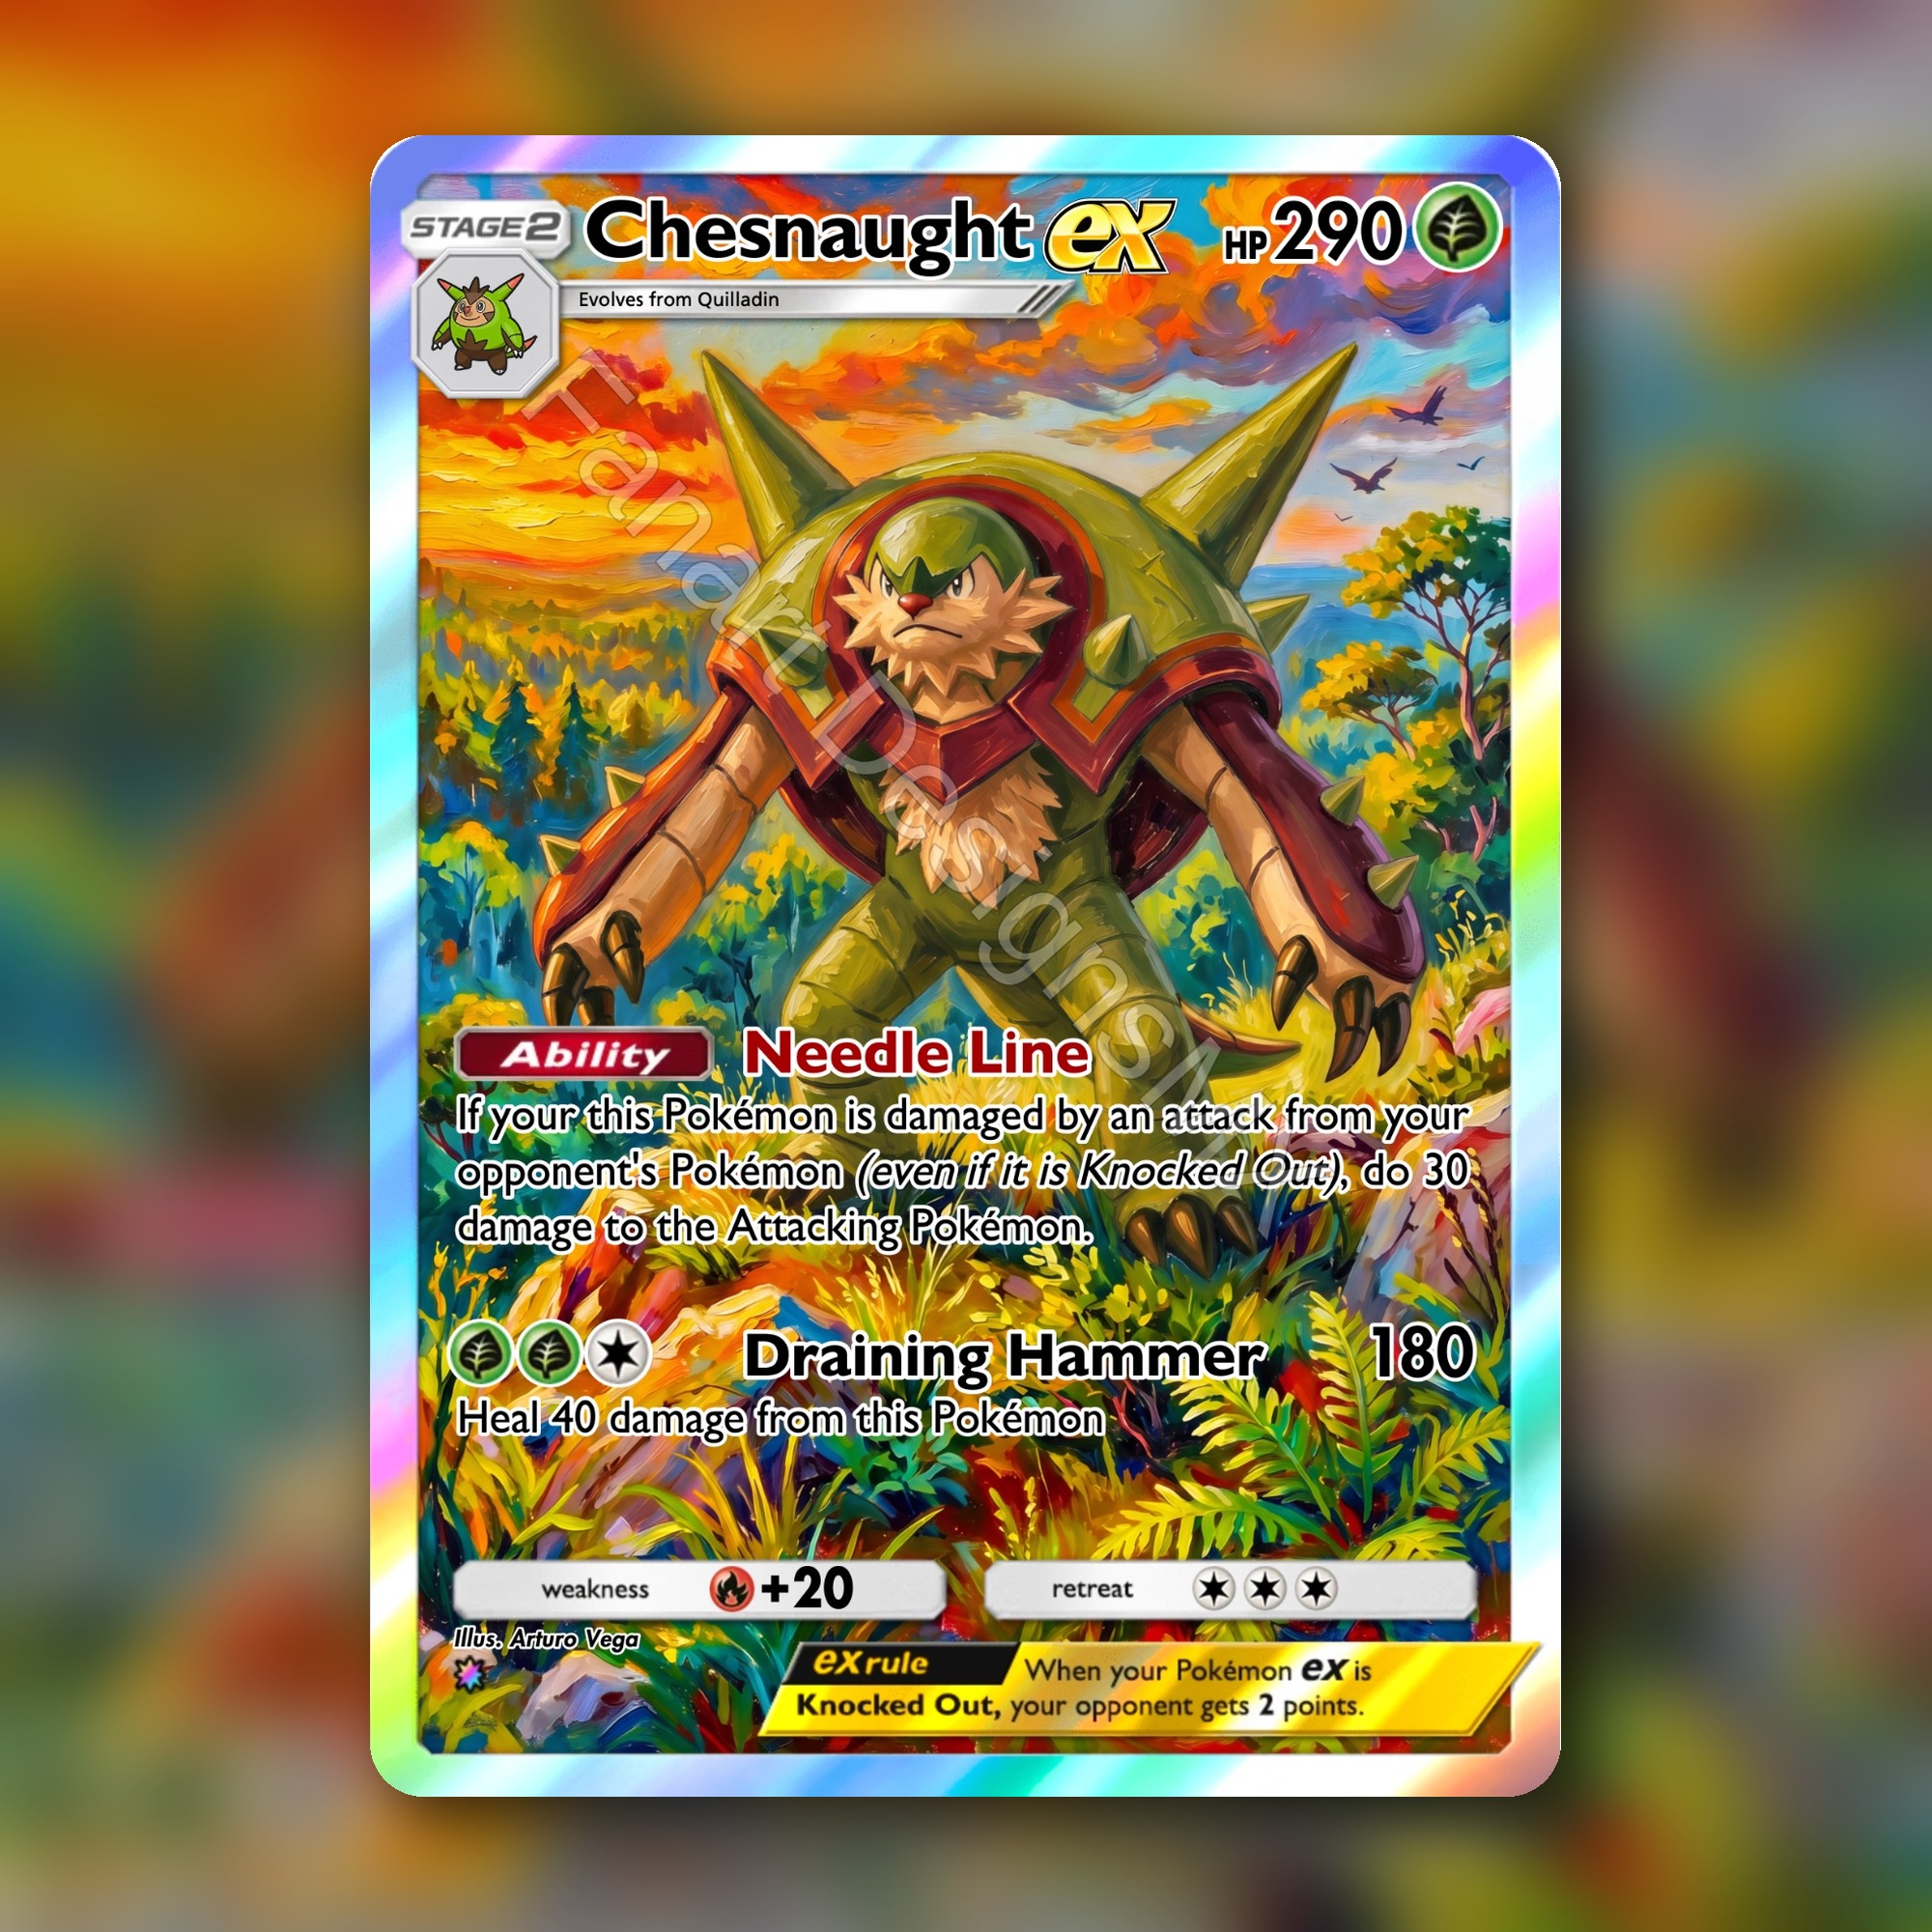 STAGE2 Chesnaught ex HP 290
Evolves from Quilladin
Ability Needle Line
If your this Pokémon is damaged by an attack from your
opponent's Pokémon (even if it is Knocked Out), do 30
damage to the Attacking Pokémon.
Draining Hammer 180
Heal 40 damage from this Pokémon
weakness +20 retreat
Illus. Arturo Vega
ex rule When your Pokémon ex is
Knocked Out, your opponent gets 2 points.